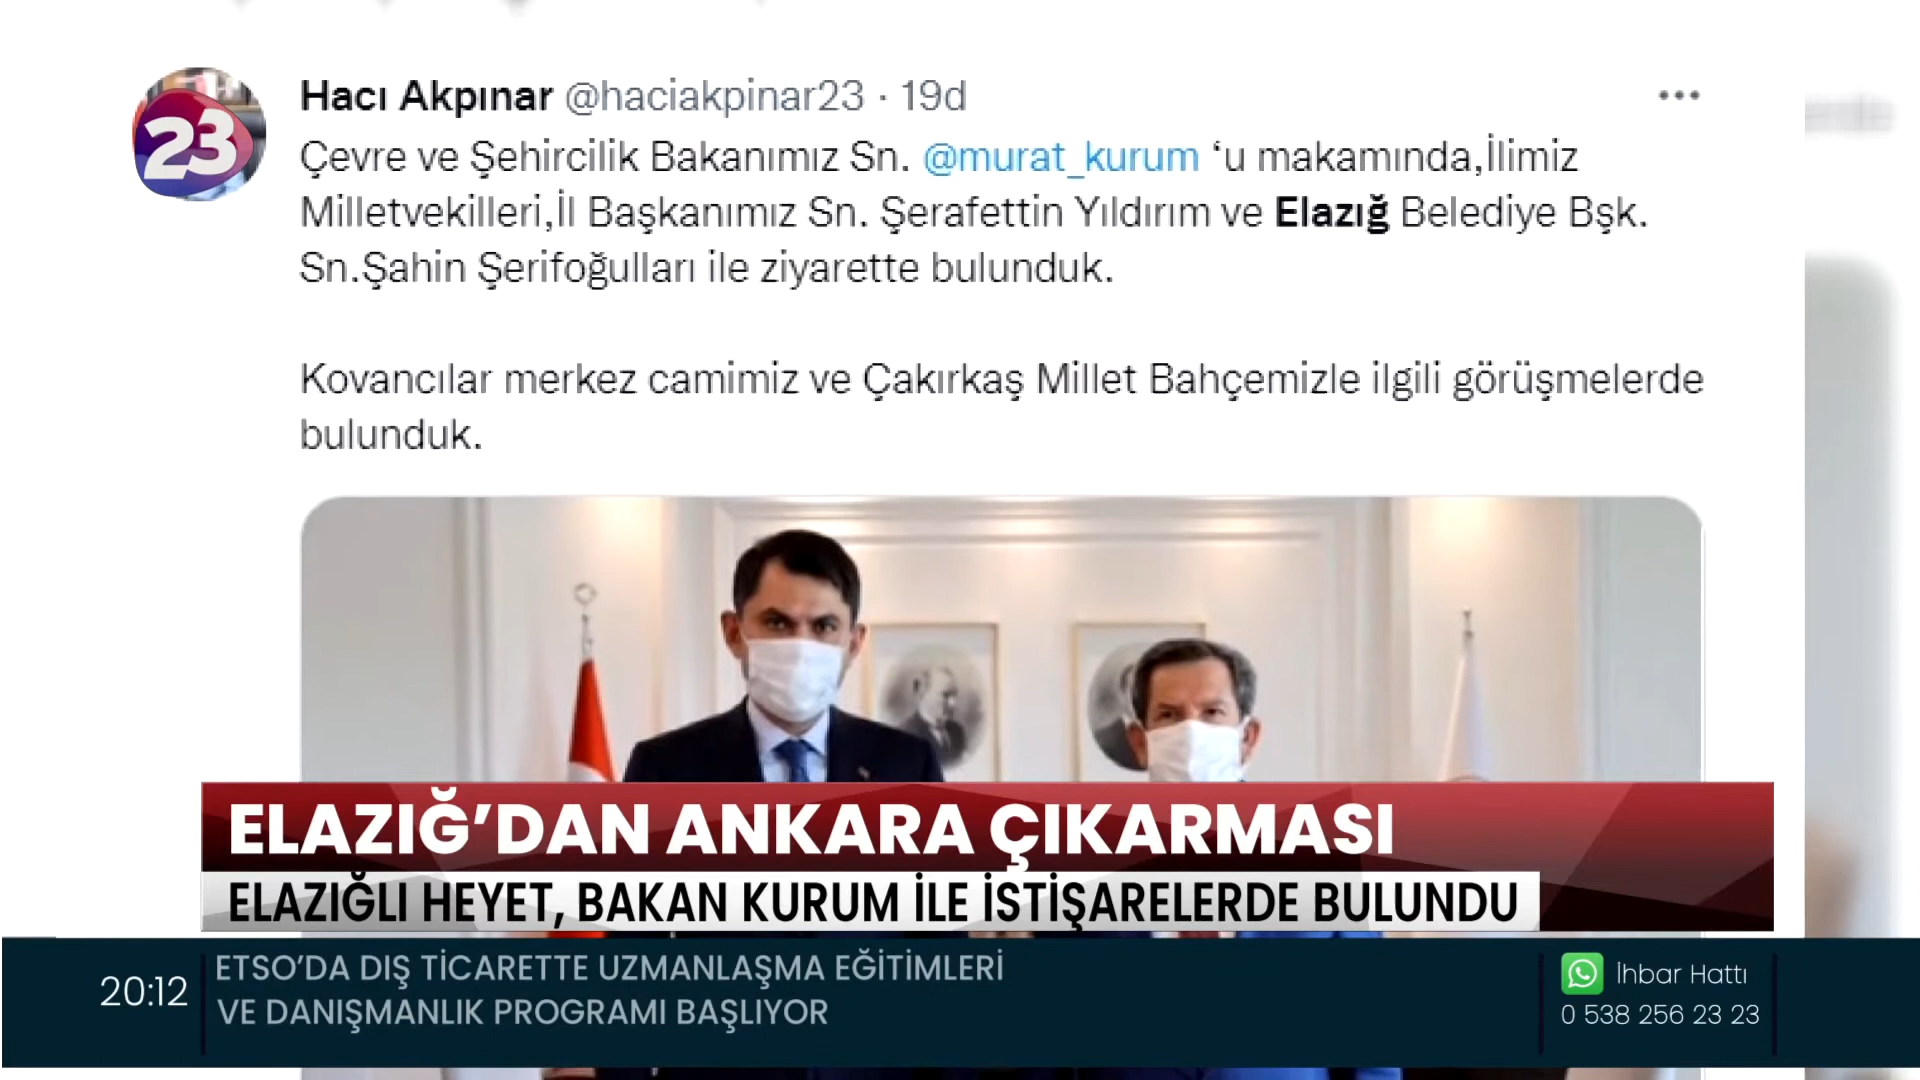 23
Hacı Akpınar @haciakpinar23 · 19d
Çevre ve Şehircilik Bakanımız Sn. @murat_kurum ‘u makamında,İlimiz
Milletvekilleri,İl Başkanımız Sn. Şerafettin Yıldırım ve Elazığ Belediye Bşk.
Sn.Şahin Şerifoğulları ile ziyarette bulunduk.
Kovancılar merkez camimiz ve Çakırkaş Millet Bahçemizle ilgili görüşmelerde
bulunduk.
ELAZIĞ’DAN ANKARA ÇIKARMASI
ELAZIĞLI HEYET, BAKAN KURUM İLE İSTİŞARELERDE BULUNDU
20:12
ETSO’DA DIŞ TİCARETTE UZMANLAŞMA EĞİTİMLERİ
VE DANIŞMANLIK PROGRAMI BAŞLIYOR
İhbar Hattı
0 538 256 23 23